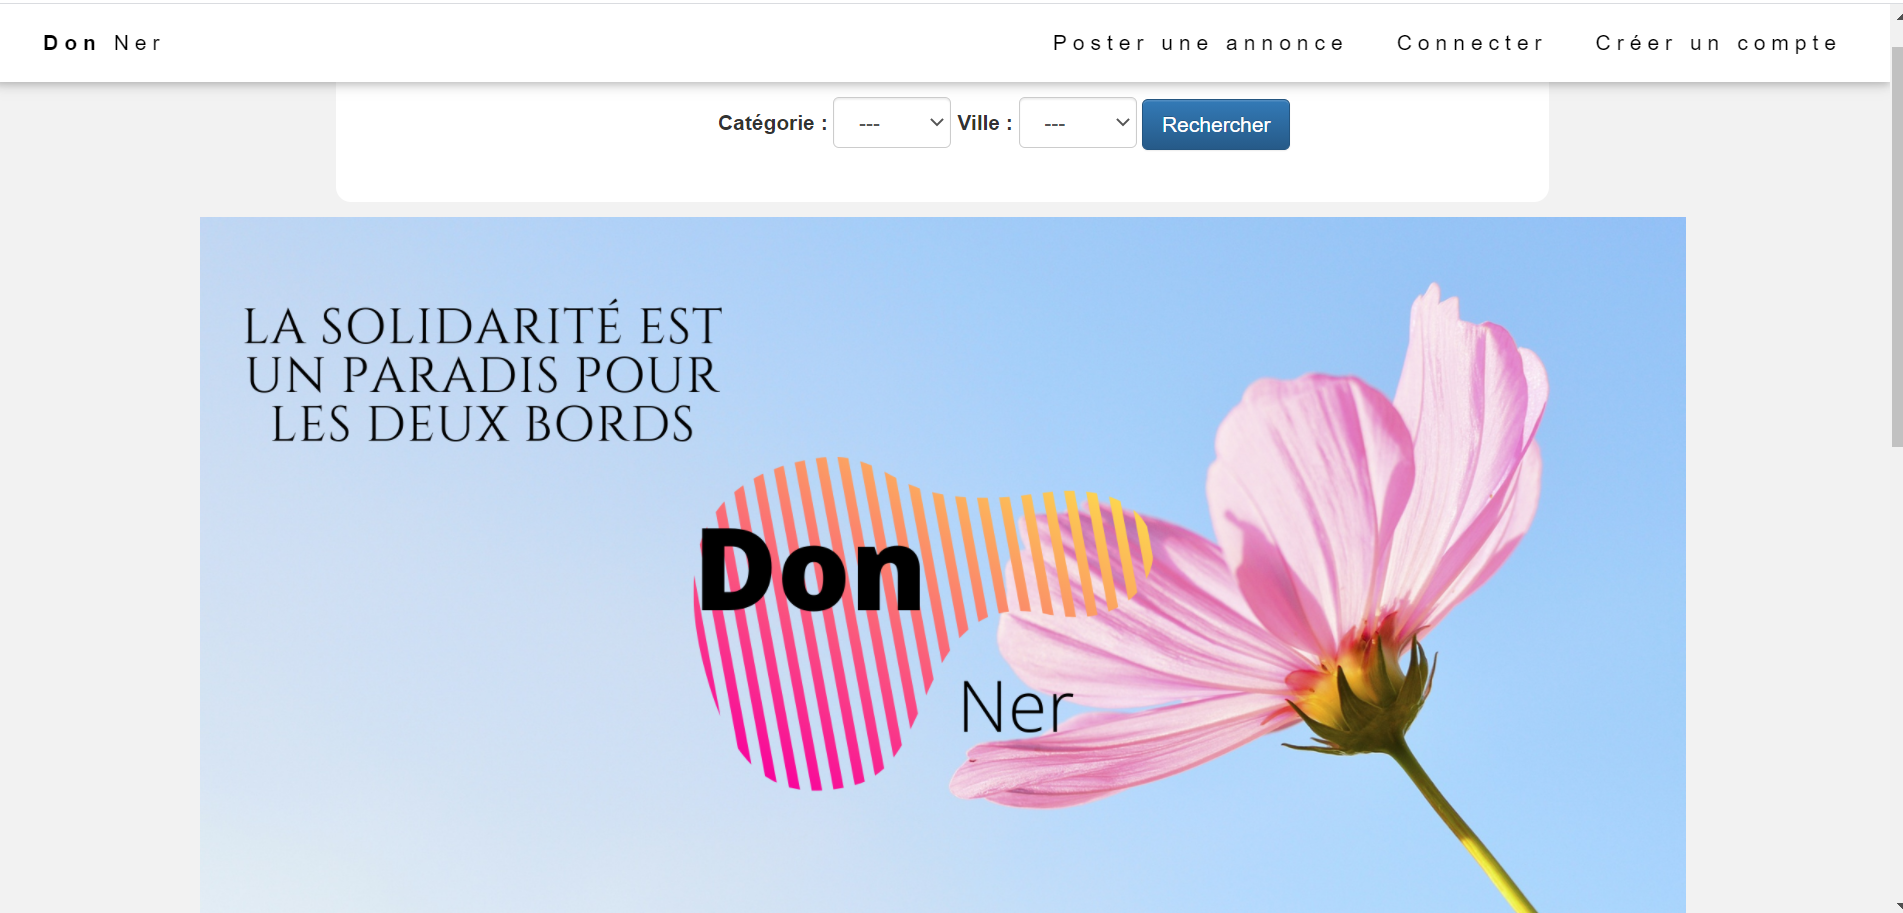 Don Ner Poster une annonce Connecter Créer un compte
Catégorie : --- Ville : --- Rechercher
LA SOLIDARITÉ EST
UN PARADIS POUR
LES DEUX BORDS
Don
Ner